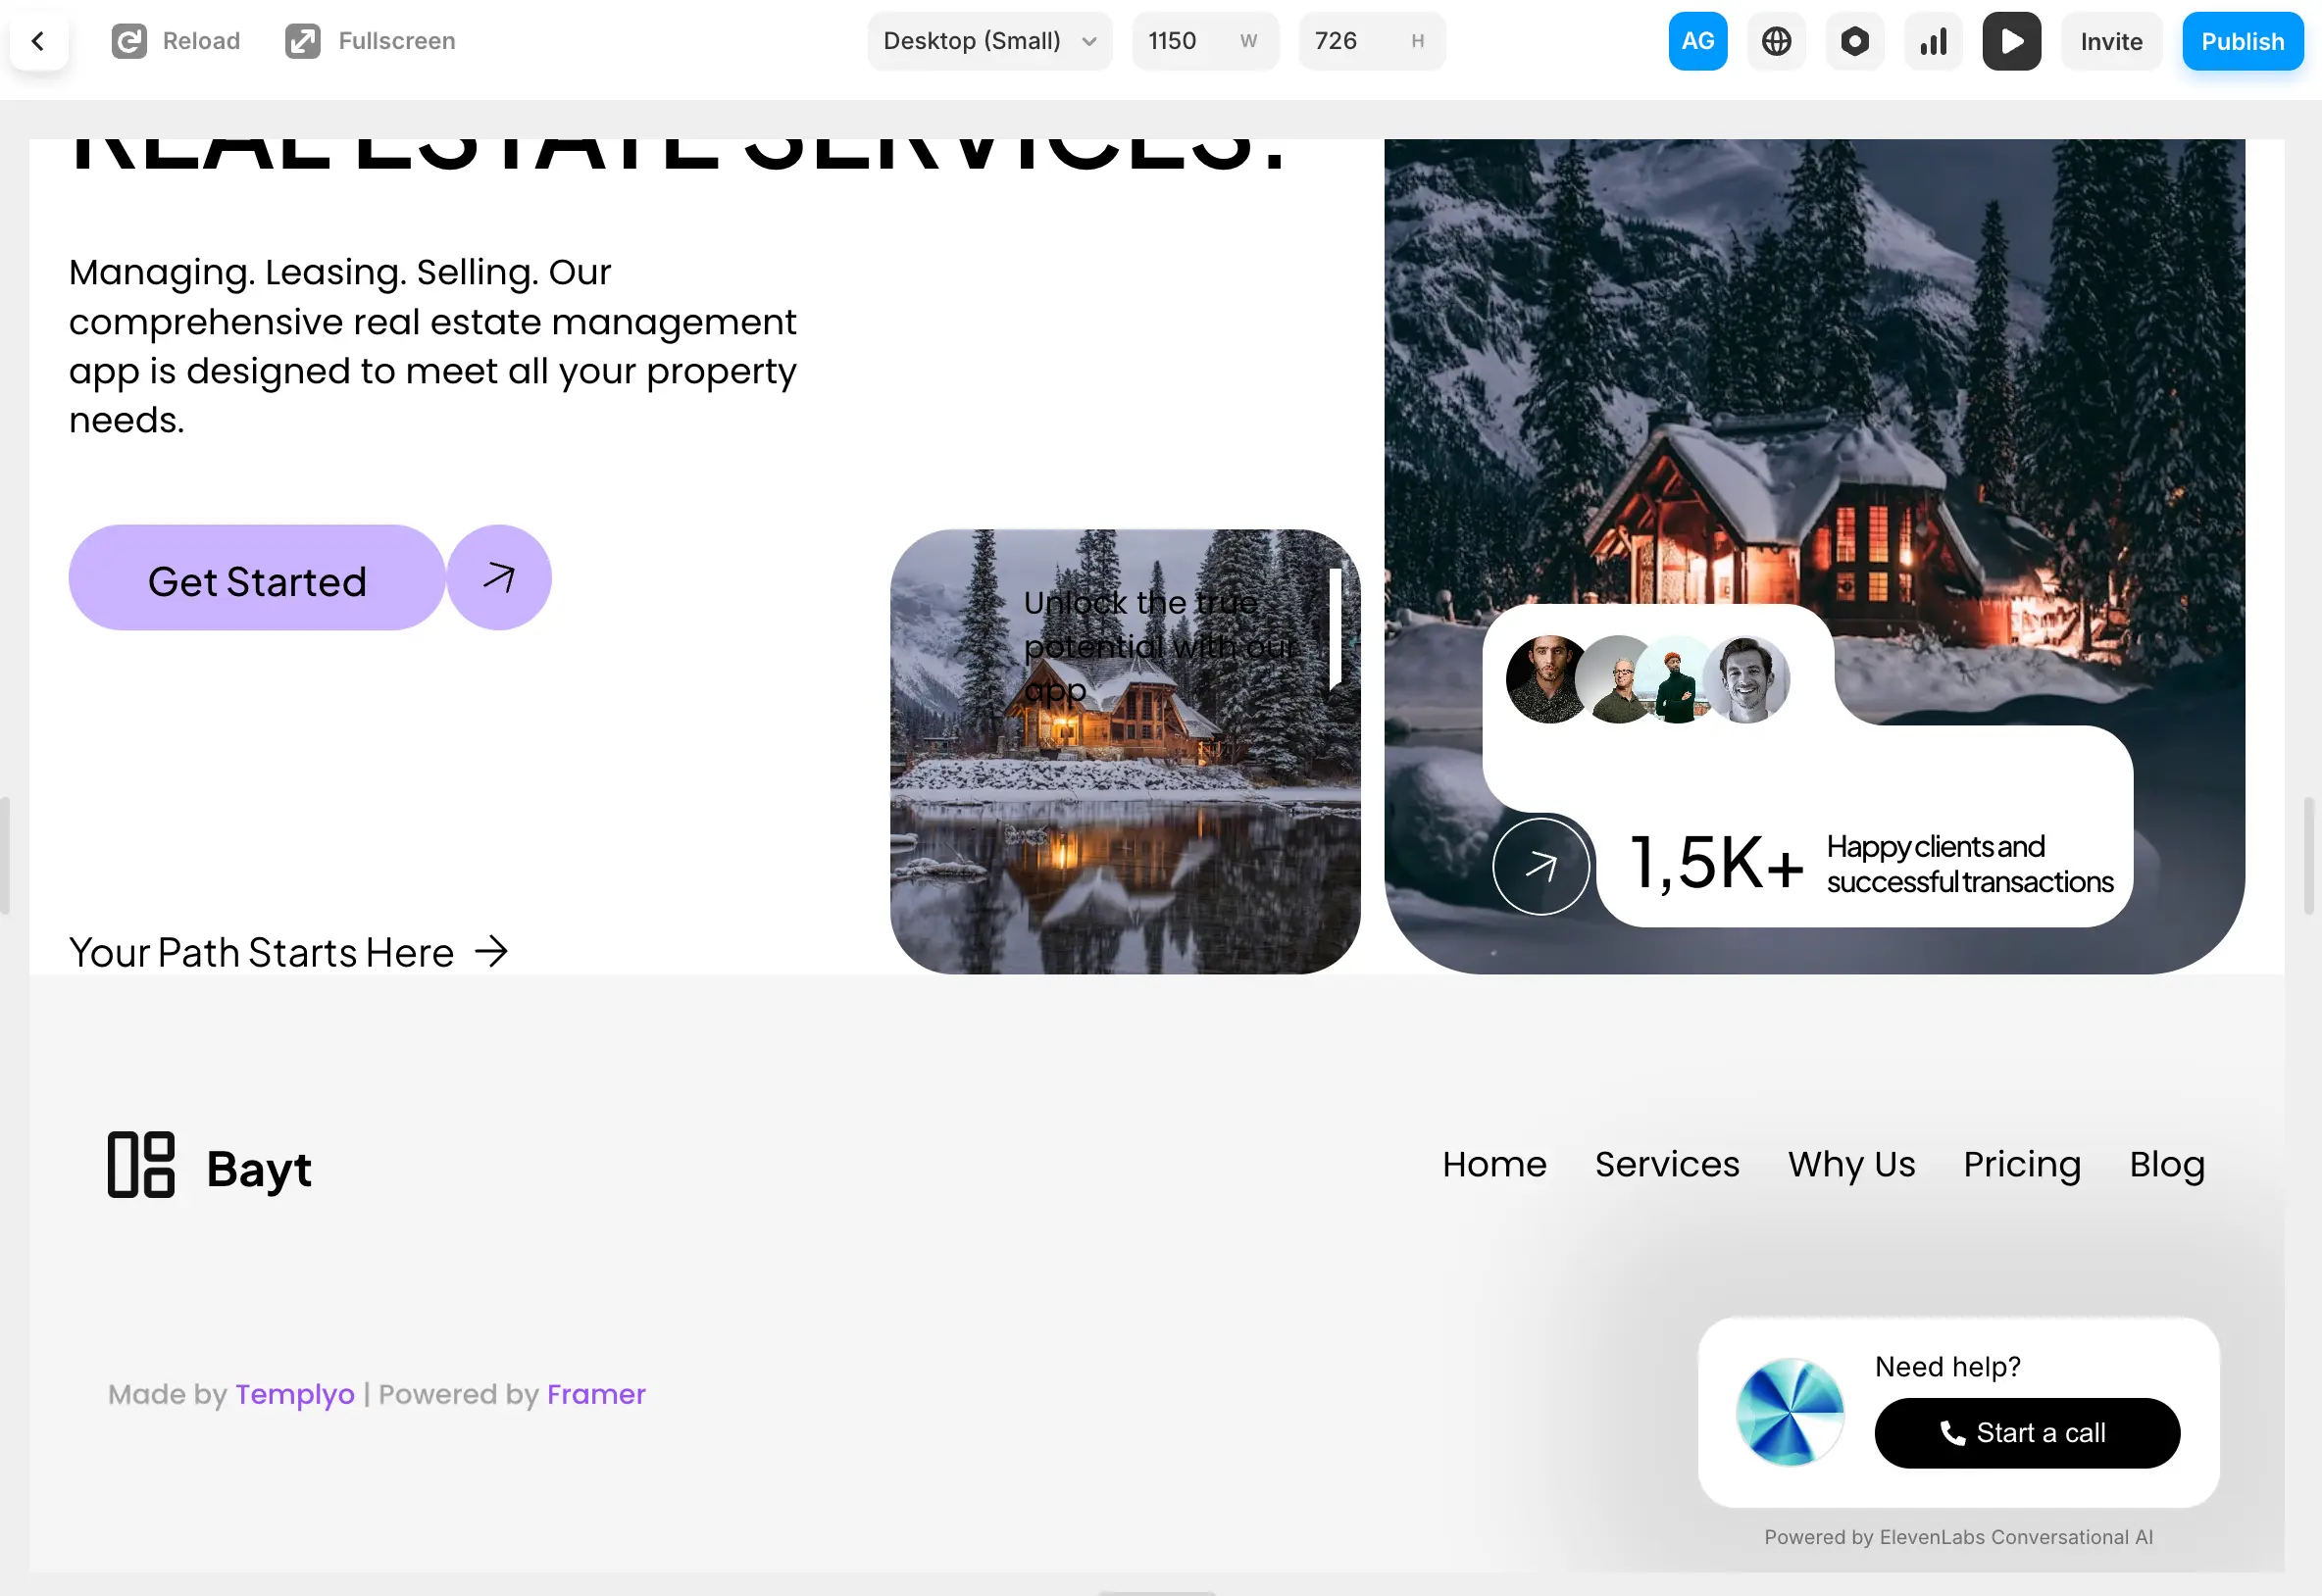 Reload
Fullscreen
Desktop (Small)
1150 W
726 H
AG
Invite
Publish
REAL ESTATE SERVICES.
Managing. Leasing. Selling. Our
comprehensive real estate management
app is designed to meet all your property
needs.
Get Started
Unlock the true
potential with our
app
1,5K+
Happy clients and
successful transactions
Your Path Starts Here
Bayt
Home
Services
Why Us
Pricing
Blog
Made by Templyo | Powered by Framer
Need help?
Start a call
Powered by ElevenLabs Conversational AI